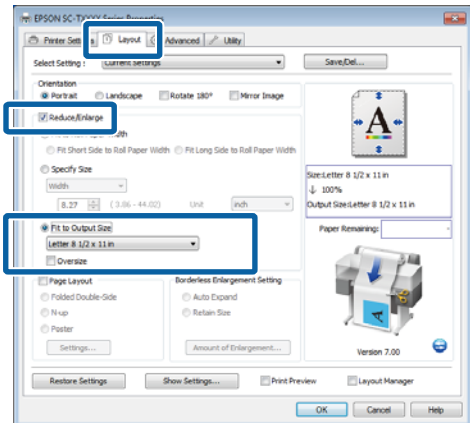 EPSON SC-TXXXX Series Properties
Printer Settings Layout Advanced Utility
Select Setting : Current Settings Save/Del...
Orientation
Portrait Landscape Rotate 180° Mirror Image
Reduce/Enlarge
Width
Fit Short Side to Roll Paper Width Fit Long Side to Roll Paper Width
Specify Size
Width
8.27 (3.86 - 44.02) Unit inch
Fit to Output Size
Letter 8 1/2 x 11 in
Oversize
A
Size:Letter 8 1/2 x 11 in
↓ 100%
Output Size:Letter 8 1/2 x 11 in
Paper Remaining:
Page Layout Borderless Enlargement Setting
Folded Double-Side Auto Expand
N-up Retain Size
Poster
Settings... Amount of Enlargement...
Version 7.00
Restore Settings Show Settings... Print Preview Layout Manager
OK Cancel Help